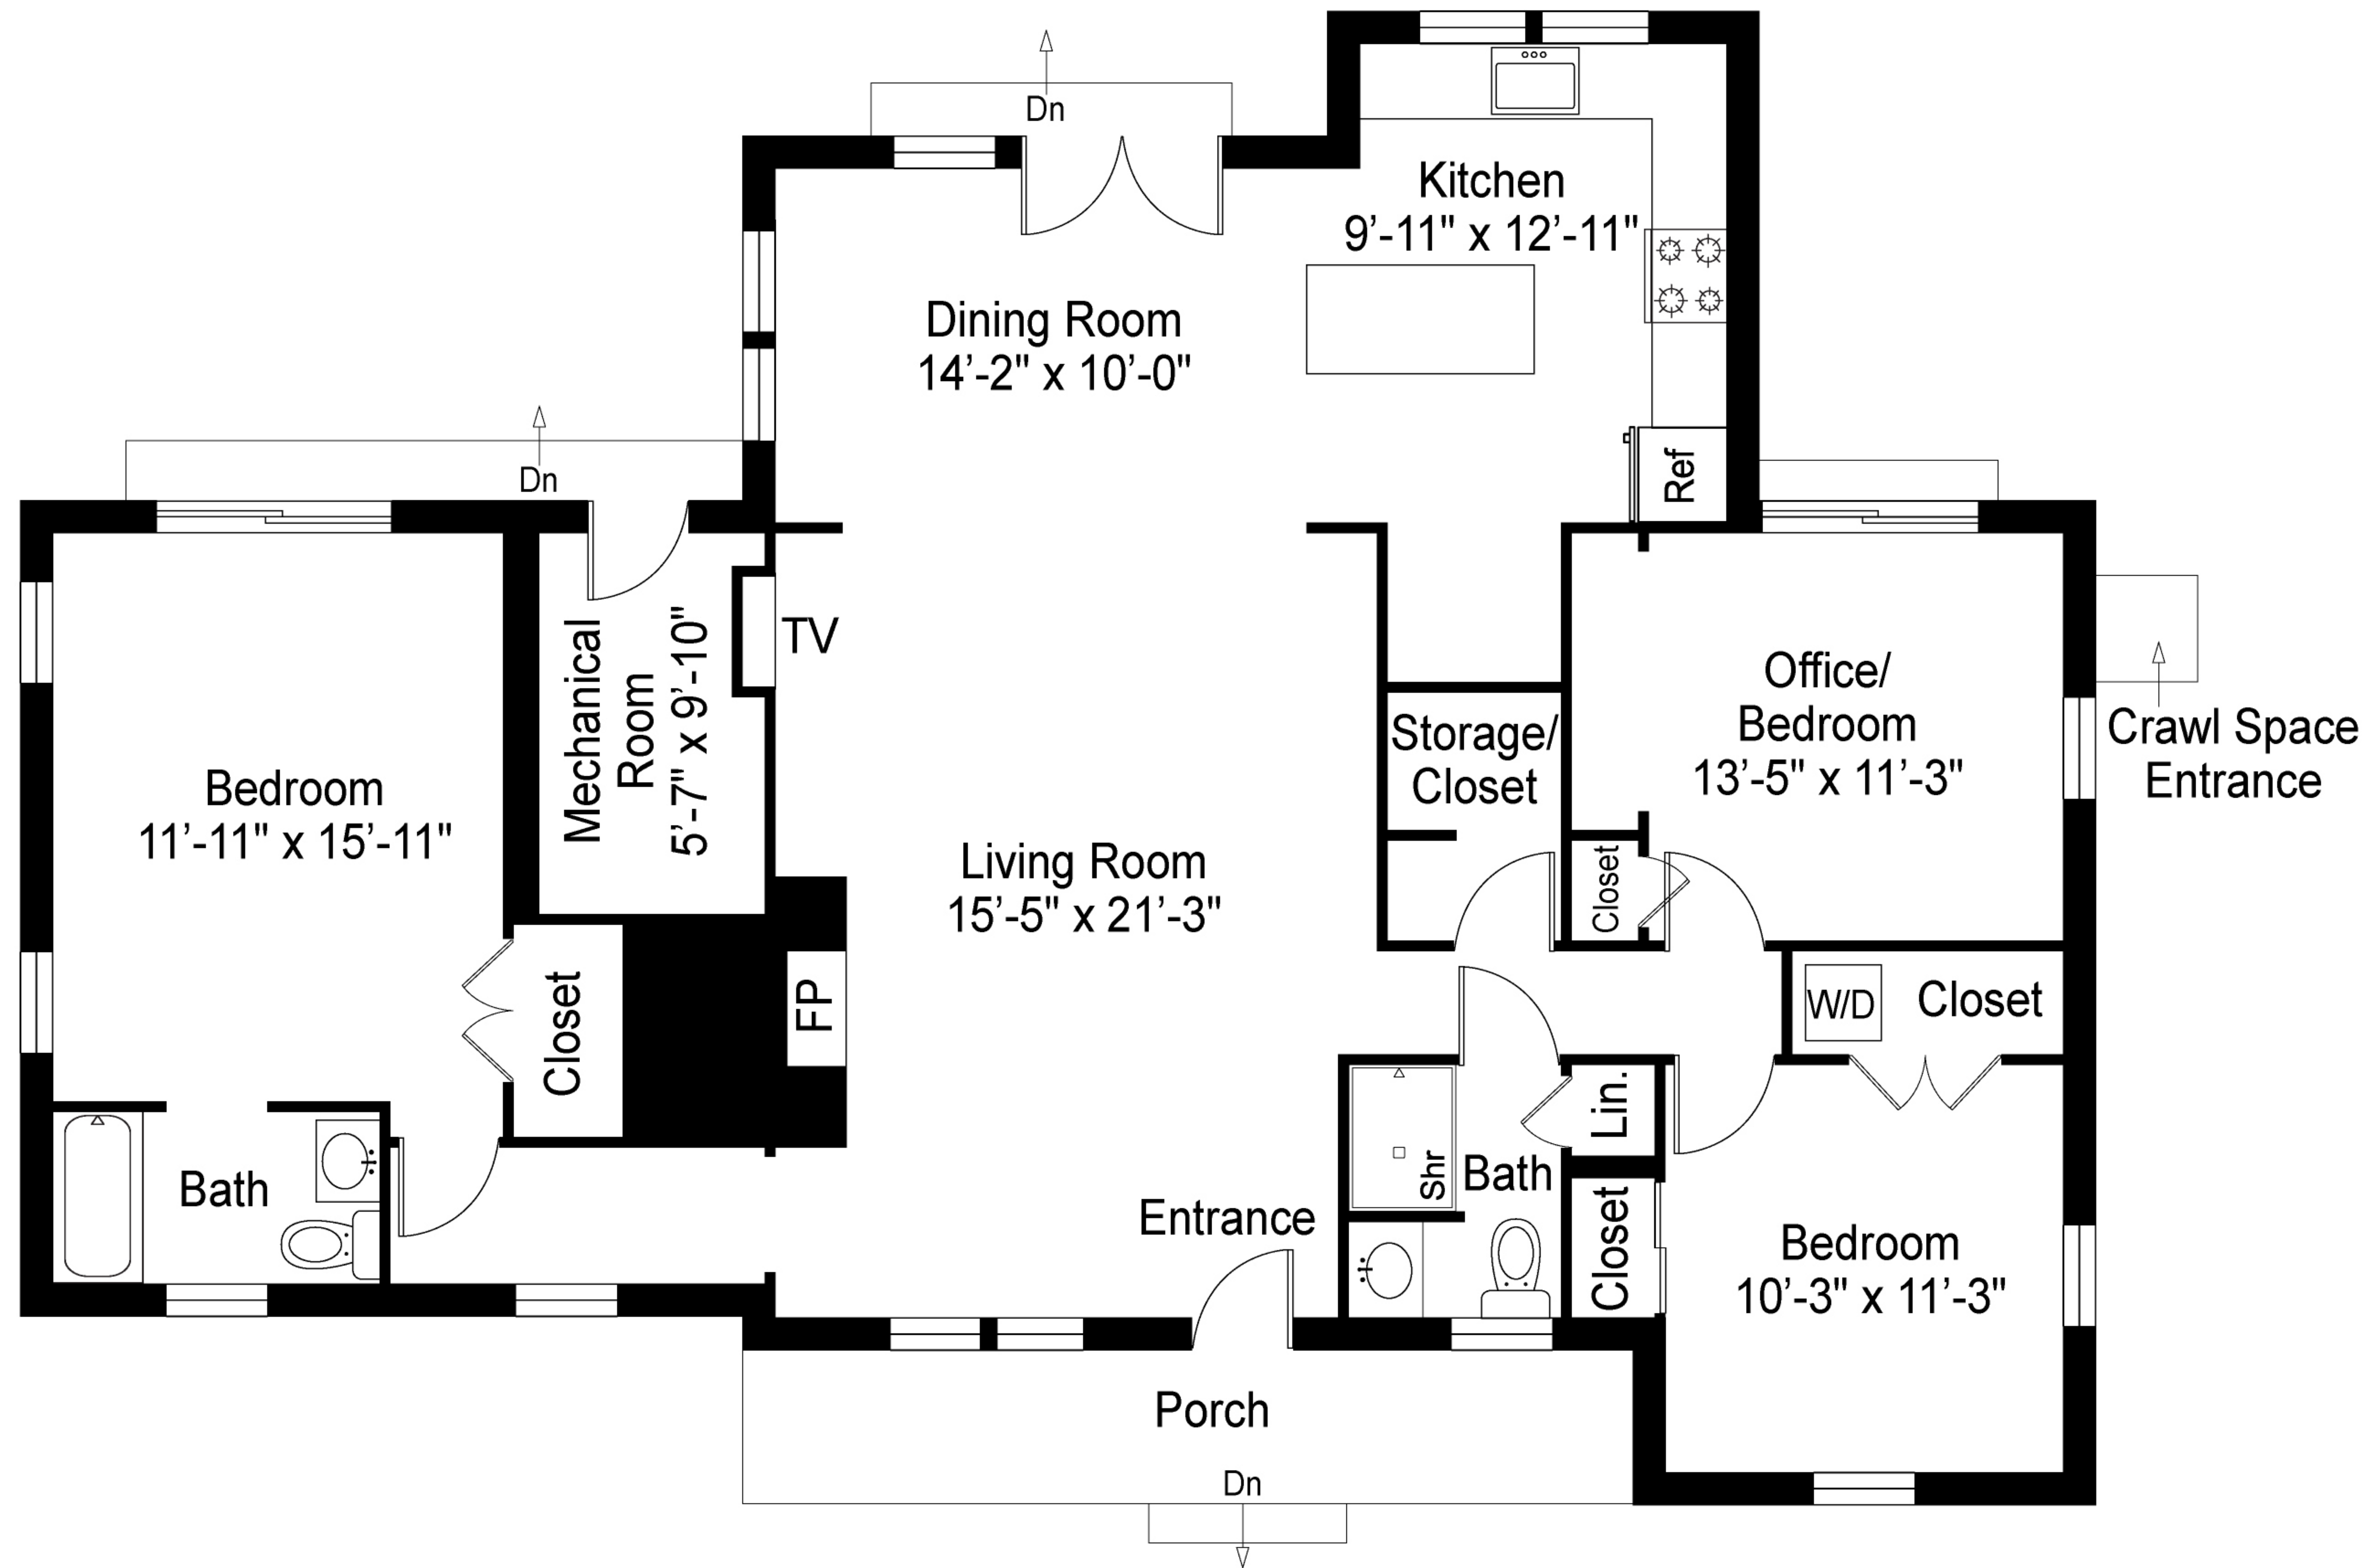 Dn
Kitchen
9’-11" x 12’-11"
Dining Room
14’-2" x 10’-0"
Dn
Ref
Mechanical
Room
5’-7" x 9’-10"
TV
Office/
Bedroom
13’-5" x 11’-3"
Crawl Space
Entrance
Storage/
Closet
Bedroom
11’-11" x 15’-11"
Living Room
15’-5" x 21’-3"
Closet
Closet
FP
W/D
Closet
Lin.
Bath
Shr
Bath
Entrance
Closet
Bedroom
10’-3" x 11’-3"
Porch
Dn